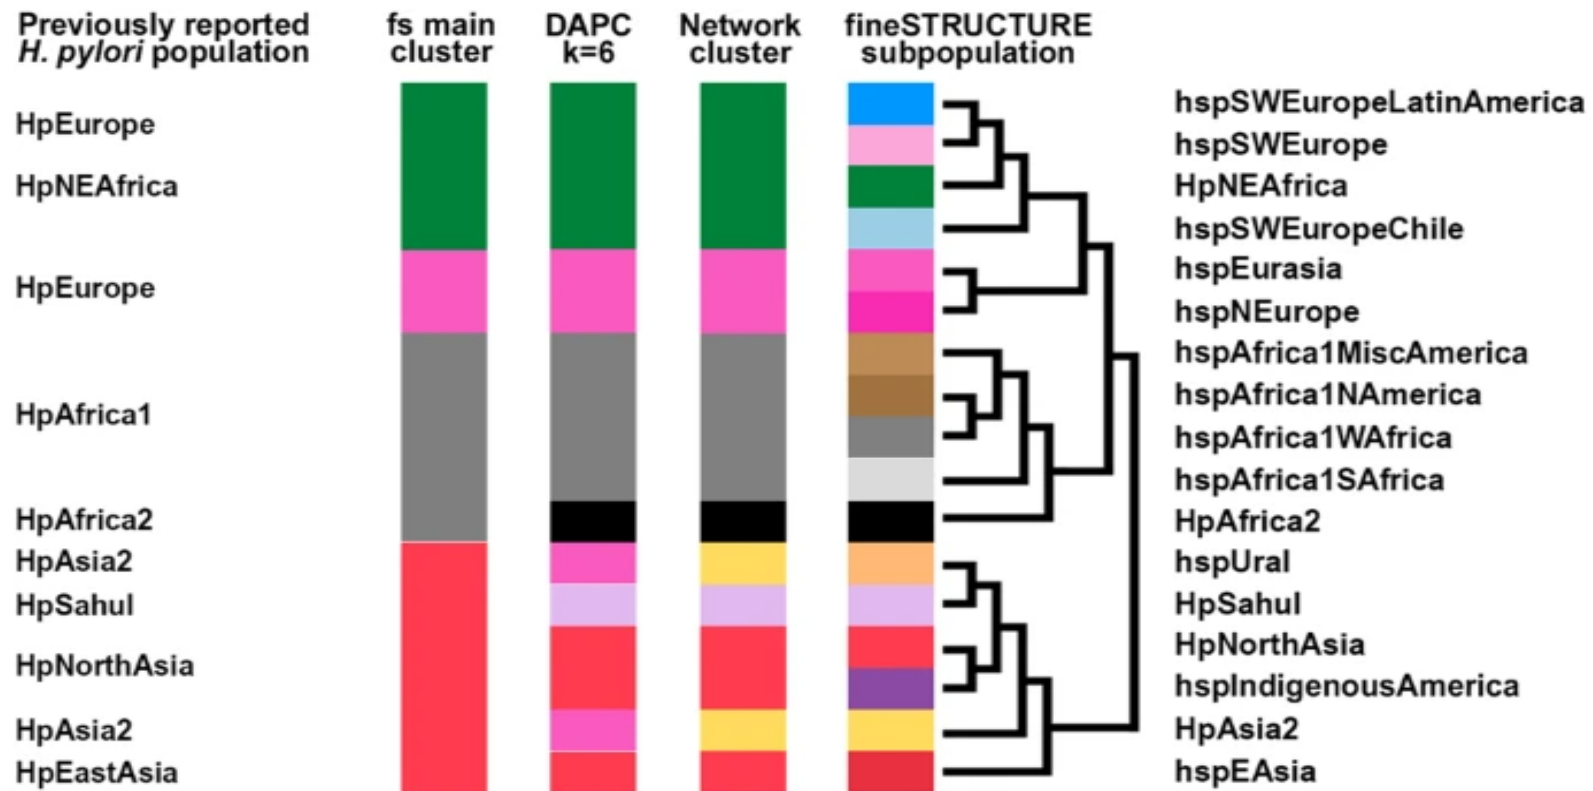 Previously reported
H. pylori population
fs main
cluster
DAPC
k=6
Network
cluster
fineSTRUCTURE
subpopulation
HpEurope
HpNEAfrica
HpEurope
HpAfrica1
HpAfrica2
HpAsia2
HpSahul
HpNorthAsia
HpAsia2
HpEastAsia
hspSWEuropeLatinAmerica
hspSWEurope
HpNEAfrica
hspSWEuropeChile
hspEurasia
hspNEurope
hspAfrica1MiscAmerica
hspAfrica1NAmerica
hspAfrica1WAfrica
hspAfrica1SAfrica
HpAfrica2
hspUral
HpSahul
HpNorthAsia
hspIndigenousAmerica
HpAsia2
hspEAsia